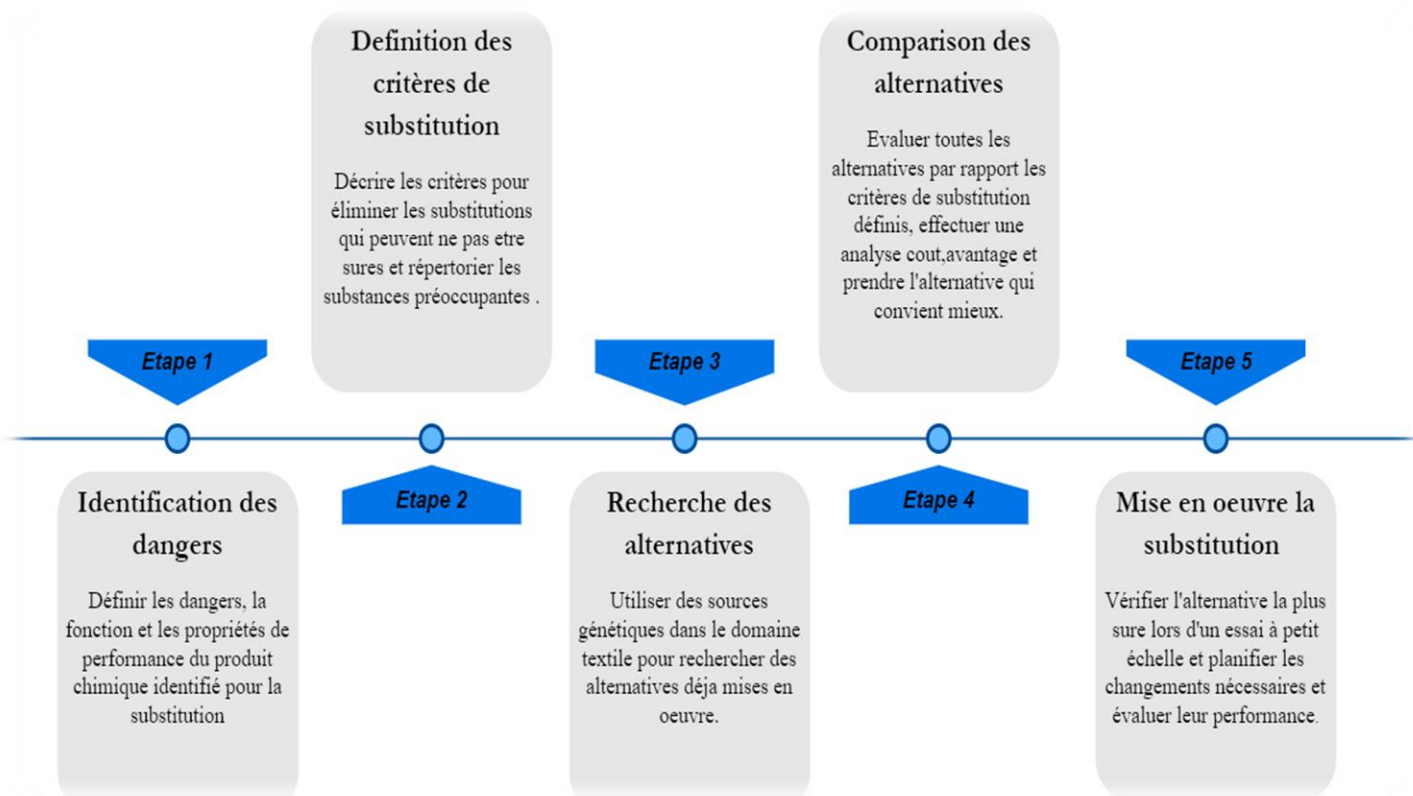 Etape 1
Identification des
dangers
Définir les dangers, la
fonction et les propriétés de
performance du produit
chimique identifié pour la
substitution
Definition des
critères de
substitution
Décrire les critères pour
éliminer les substitutions
qui peuvent ne pas etre
sures et répertorier les
substances préoccupantes .
Etape 2
Etape 3
Recherche des
alternatives
Utiliser des sources
génétiques dans le domaine
textile pour rechercher des
alternatives déja mises en
oeuvre.
Comparison des
alternatives
Evaluer toutes les
alternatives par rapport les
critères de substitution
définis, effectuer une
analyse cout,avantage et
prendre l'alternative qui
convient mieux.
Etape 4
Etape 5
Mise en oeuvre la
substitution
Vérifier l'alternative la plus
sure lors d'un essai à petit
échelle et planifier les
changements nécessaires et
évaluer leur performance.